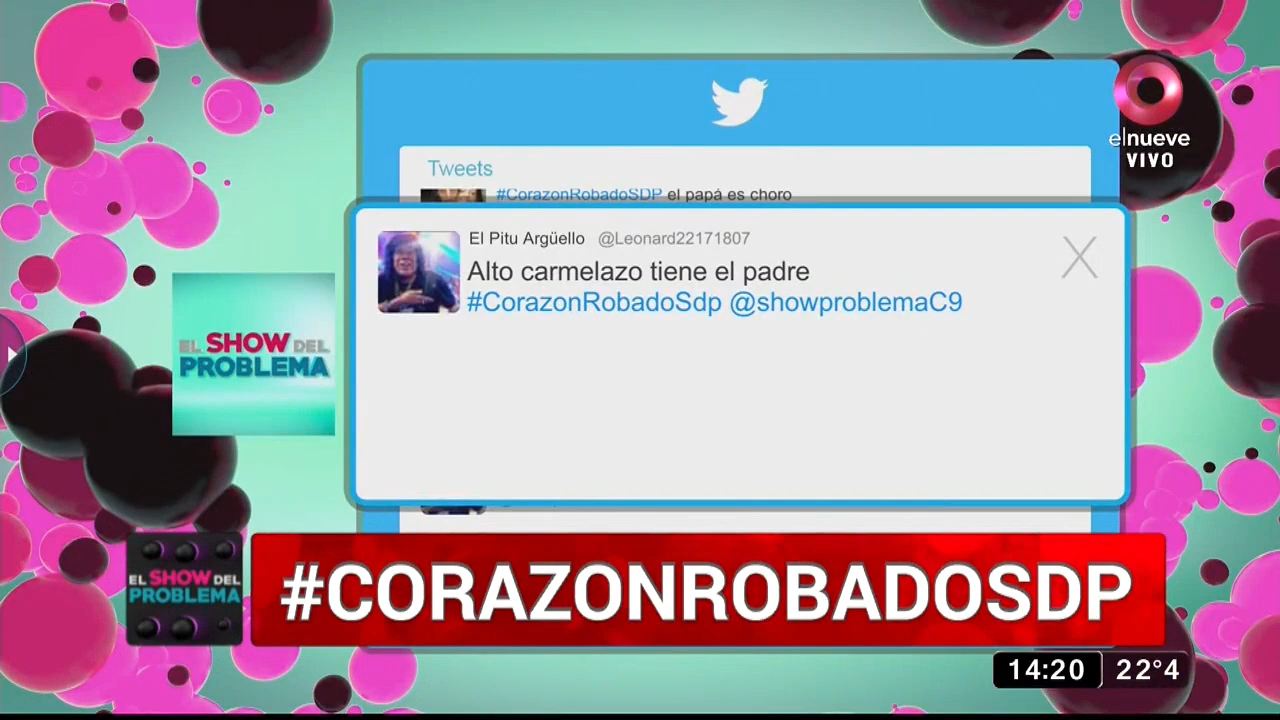 elnueve
VIVO
Tweets
#CorazonRobadoSDP el papá es choro
El Pitu Argüello @Leonard22171807
Alto carmelazo tiene el padre
#CorazonRobadoSdp @showproblemaC9
EL SHOW DEL
PROBLEMA
EL SHOW DEL
PROBLEMA
#CORAZONROBADOSDP
14:20 22°4